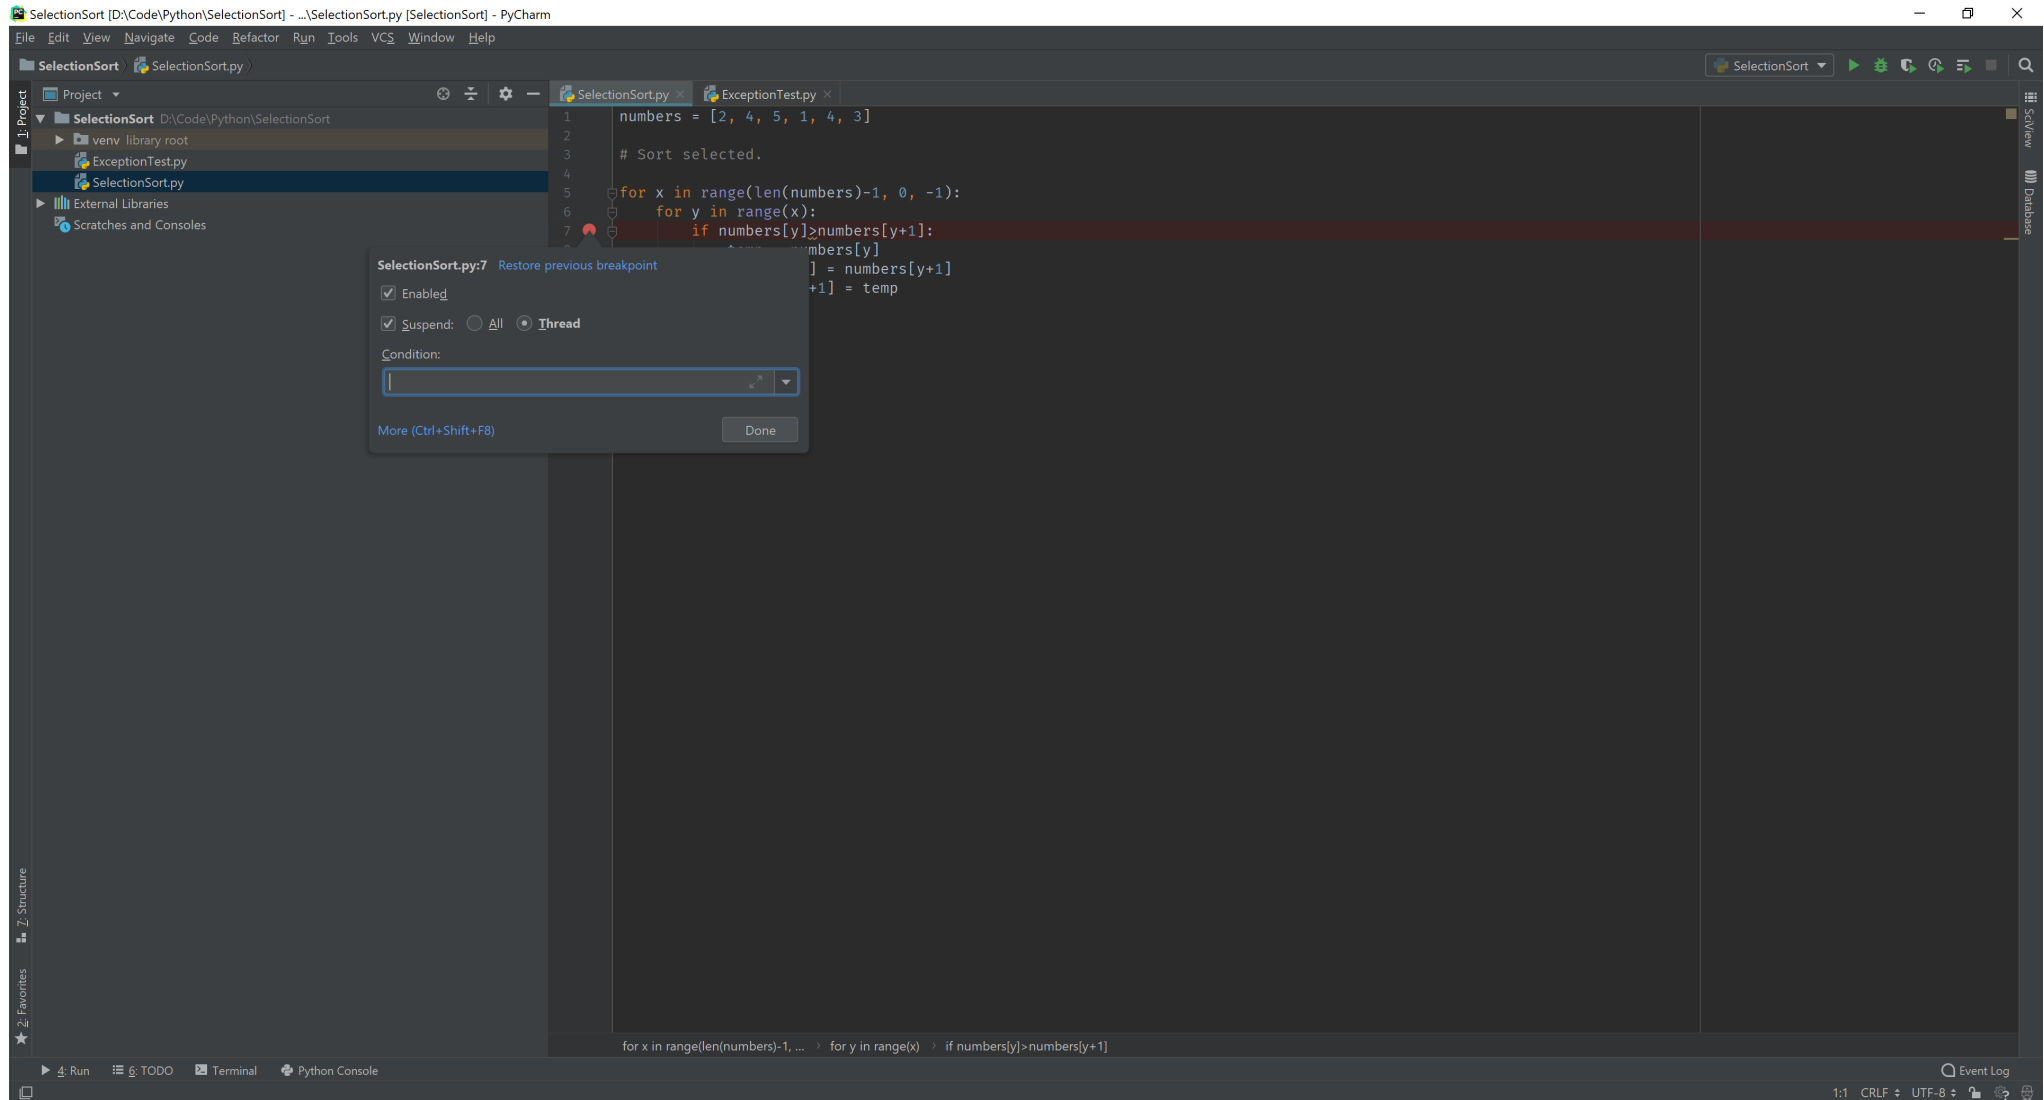 SelectionSort [D:\Code\Python\SelectionSort] - ...\SelectionSort.py [SelectionSort] - PyCharm
File Edit View Navigate Code Refactor Run Tools VCS Window Help
SelectionSort SelectionSort.py
SelectionSort
1: Project
Project
SelectionSort.py
ExceptionTest.py
SelectionSort D:\Code\Python\SelectionSort
venv library root
ExceptionTest.py
SelectionSort.py
External Libraries
Scratches and Consoles
1 numbers = [2, 4, 5, 1, 4, 3]
2
3 # Sort selected.
4
5 for x in range(len(numbers)-1, 0, -1):
6 for y in range(x):
7 if numbers[y]>numbers[y+1]:
mbers[y]
] = numbers[y+1]
+1] = temp
SelectionSort.py:7 Restore previous breakpoint
Enabled
Suspend: All Thread
Condition:
More (Ctrl+Shift+F8) Done
SciView
Database
7: Structure
2: Favorites
for x in range(len(numbers)-1, ... › for y in range(x) › if numbers[y]>numbers[y+1]
4: Run 6: TODO Terminal Python Console
Event Log
1:1 CRLF UTF-8